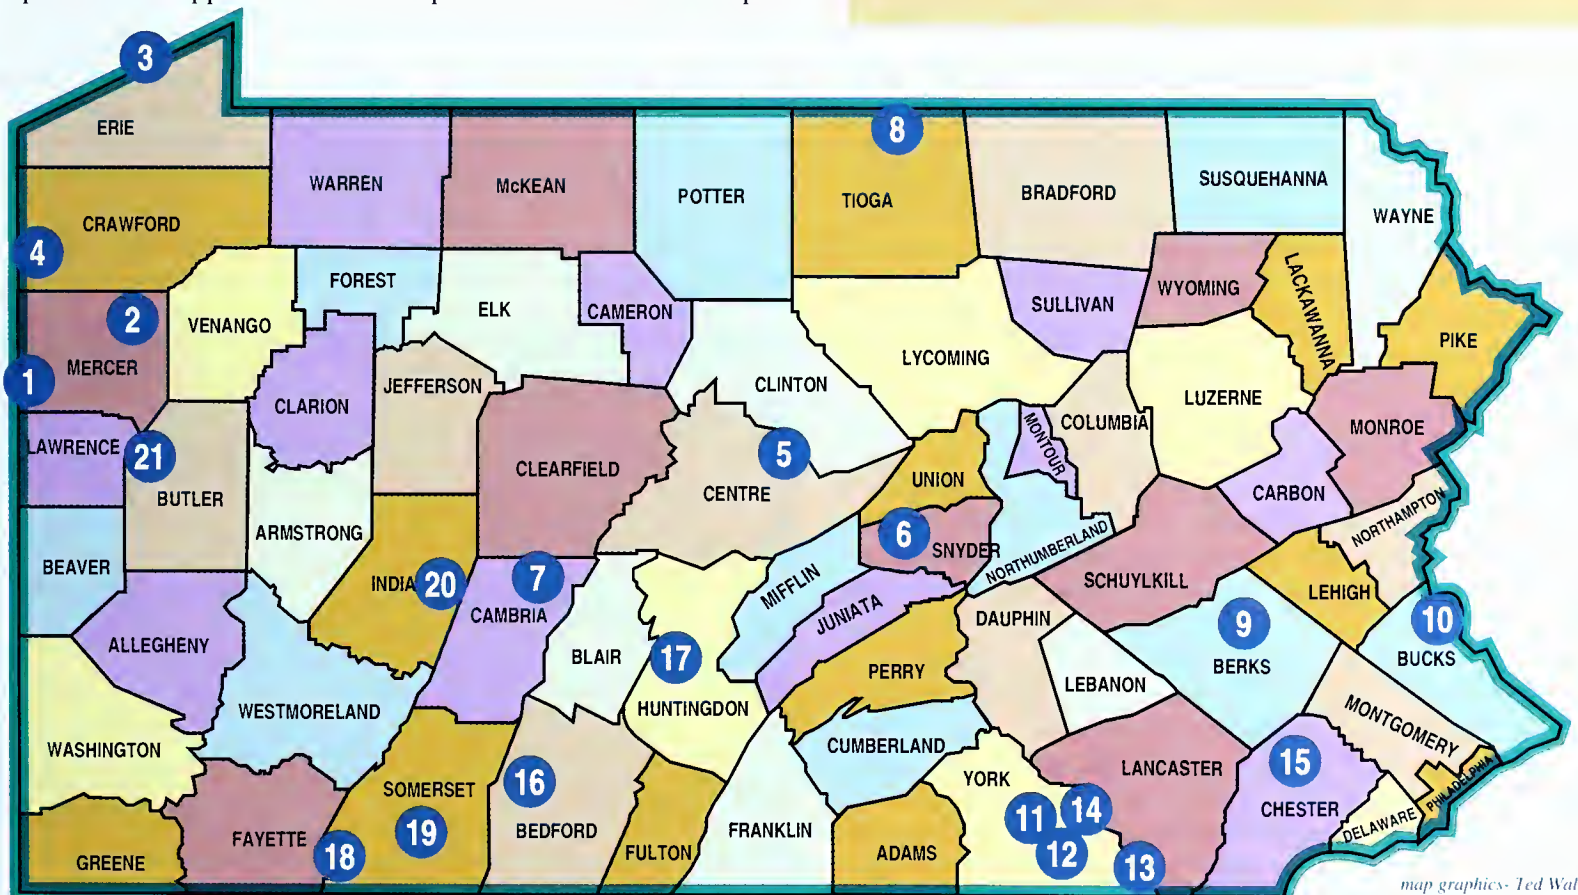 3
ERIE
8
WARREN
McKEAN
POTTER
TIOGA
BRADFORD
SUSQUEHANNA
WAYNE
CRAWFORD
4
FOREST
ELK
CAMERON
SULLIVAN
WYOMING
LACKAWANNA
PIKE
2
VENANGO
MERCER
1
CLARION
JEFFERSON
CLINTON
LYCOMING
COLUMBIA
MONTOUR
LUZERNE
MONROE
LAWRENCE
21
BUTLER
CLEARFIELD
5
CENTRE
UNION
CARBON
NORTHAMPTON
ARMSTRONG
6
SNYDER
NORTHUMBERLAND
BEAVER
INDIA
20
7
CAMBRIA
MIFFLIN
JUNIATA
SCHUYLKILL
LEHIGH
ALLEGHENY
BLAIR
17
DAUPHIN
9
BERKS
10
BUCKS
PERRY
LEBANON
WESTMORELAND
HUNTINGDON
MONTGOMERY
WASHINGTON
CUMBERLAND
SOMERSET
16
YORK
LANCASTER
15
CHESTER
PHILADELPHIA
DELAWARE
GREENE
FAYETTE
18
19
BEDFORD
FULTON
FRANKLIN
ADAMS
11
14
12
13
map graphics- Ted Wal